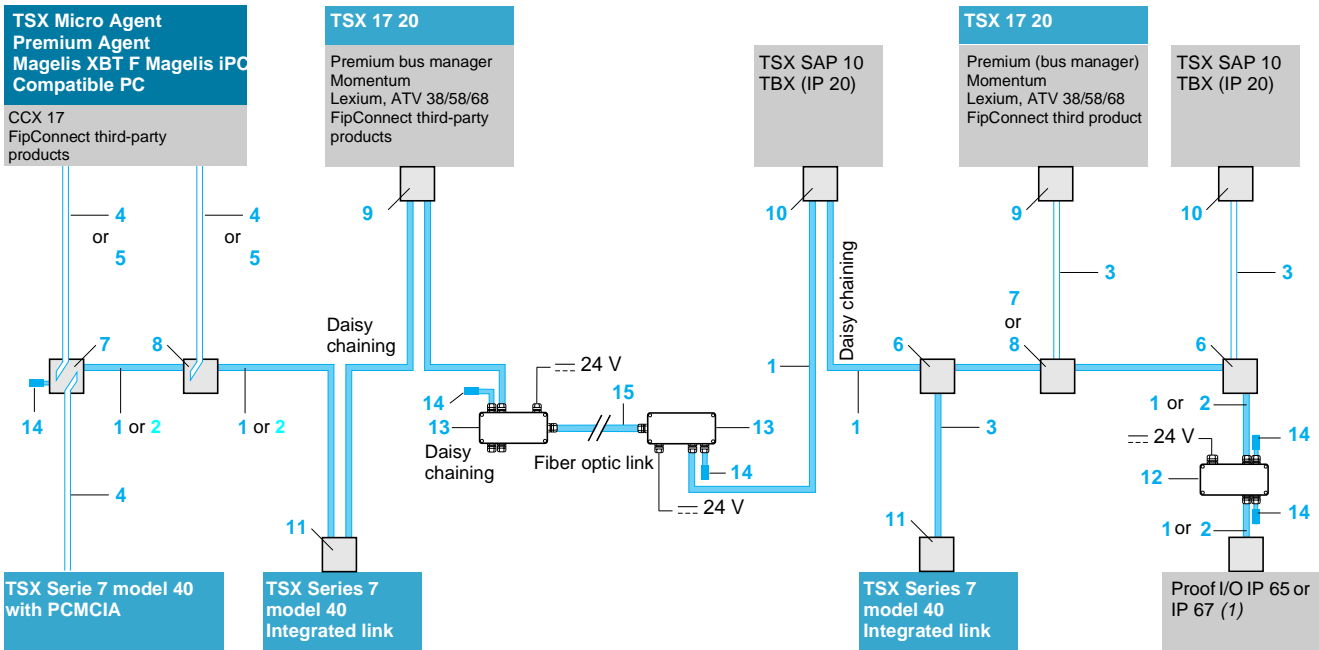 TSX Micro Agent
Premium Agent
Magelis XBT F Magelis iPC
Compatible PC
CCX 17
FipConnect third-party
products
TSX 17 20
Premium bus manager
Momentum
Lexium, ATV 38/58/68
FipConnect third-party
products
TSX SAP 10
TBX (IP 20)
TSX 17 20
Premium (bus manager)
Momentum
Lexium, ATV 38/58/68
FipConnect third product
TSX SAP 10
TBX (IP 20)
4
or
5
4
or
5
9
10
9
10
3
3
Daisy
chaining
Daisy chaining
7
or
8
7
8
6
6
14
1 or 2
1 or 2
24 V
14
13
15
13
1
1
3
Daisy
chaining
Fiber optic link
14
24 V
1 or 2
24 V
14
12
14
1 or 2
4
11
11
TSX Serie 7 model 40
with PCMCIA
TSX Series 7
model 40
Integrated link
TSX Series 7
model 40
Integrated link
Proof I/O IP 65 or
IP 67 (1)